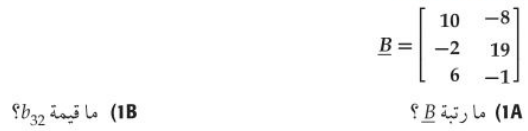 B = [ 10 −8
−2 19
6 −1 ]
1A) ما رتبة B ؟
1B) ما قيمة b₃₂؟